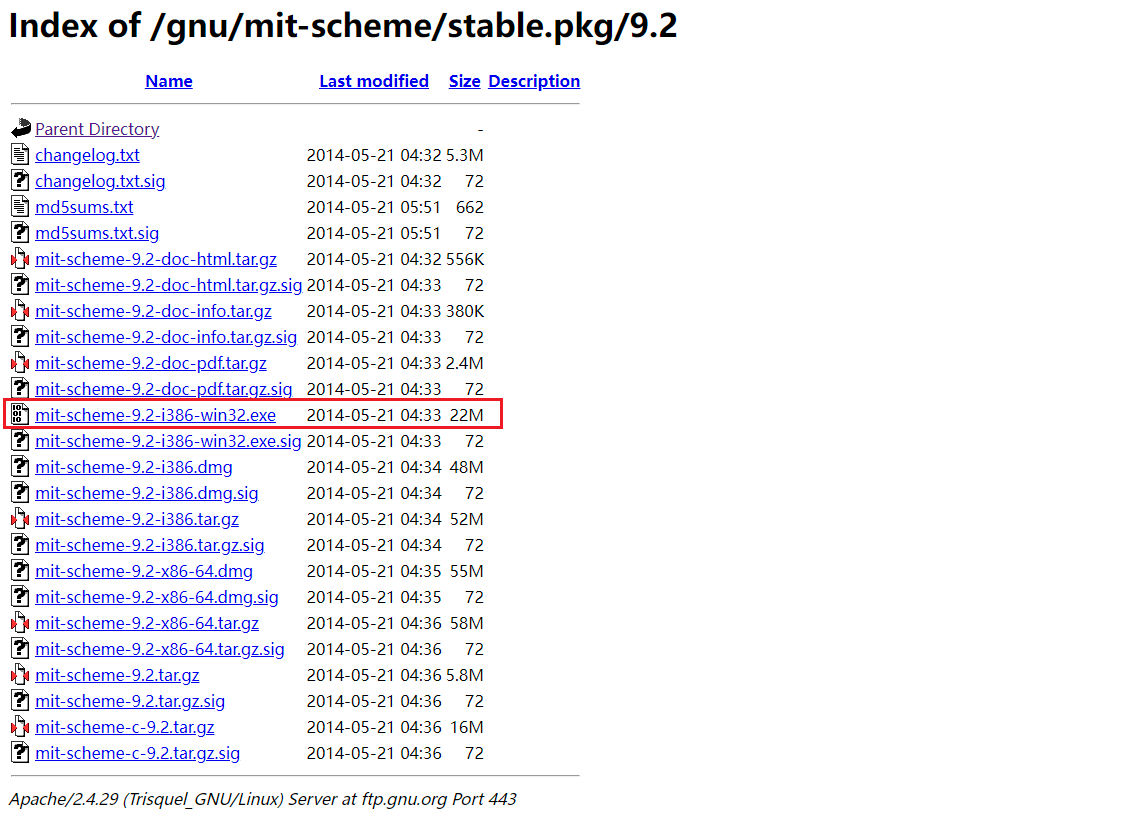 Index of /gnu/mit-scheme/stable.pkg/9.2
Name Last modified Size Description
Parent Directory -
changelog.txt 2014-05-21 04:32 5.3M
changelog.txt.sig 2014-05-21 04:32 72
md5sums.txt 2014-05-21 05:51 662
md5sums.txt.sig 2014-05-21 05:51 72
mit-scheme-9.2-doc-html.tar.gz 2014-05-21 04:32 556K
mit-scheme-9.2-doc-html.tar.gz.sig 2014-05-21 04:33 72
mit-scheme-9.2-doc-info.tar.gz 2014-05-21 04:33 380K
mit-scheme-9.2-doc-info.tar.gz.sig 2014-05-21 04:33 72
mit-scheme-9.2-doc-pdf.tar.gz 2014-05-21 04:33 2.4M
mit-scheme-9.2-doc-pdf.tar.gz.sig 2014-05-21 04:33 72
mit-scheme-9.2-i386-win32.exe 2014-05-21 04:33 22M
mit-scheme-9.2-i386-win32.exe.sig 2014-05-21 04:33 72
mit-scheme-9.2-i386.dmg 2014-05-21 04:34 48M
mit-scheme-9.2-i386.dmg.sig 2014-05-21 04:34 72
mit-scheme-9.2-i386.tar.gz 2014-05-21 04:34 52M
mit-scheme-9.2-i386.tar.gz.sig 2014-05-21 04:34 72
mit-scheme-9.2-x86-64.dmg 2014-05-21 04:35 55M
mit-scheme-9.2-x86-64.dmg.sig 2014-05-21 04:35 72
mit-scheme-9.2-x86-64.tar.gz 2014-05-21 04:36 58M
mit-scheme-9.2-x86-64.tar.gz.sig 2014-05-21 04:36 72
mit-scheme-9.2.tar.gz 2014-05-21 04:36 5.8M
mit-scheme-9.2.tar.gz.sig 2014-05-21 04:36 72
mit-scheme-c-9.2.tar.gz 2014-05-21 04:36 16M
mit-scheme-c-9.2.tar.gz.sig 2014-05-21 04:36 72
Apache/2.4.29 (Trisquel_GNU/Linux) Server at ftp.gnu.org Port 443